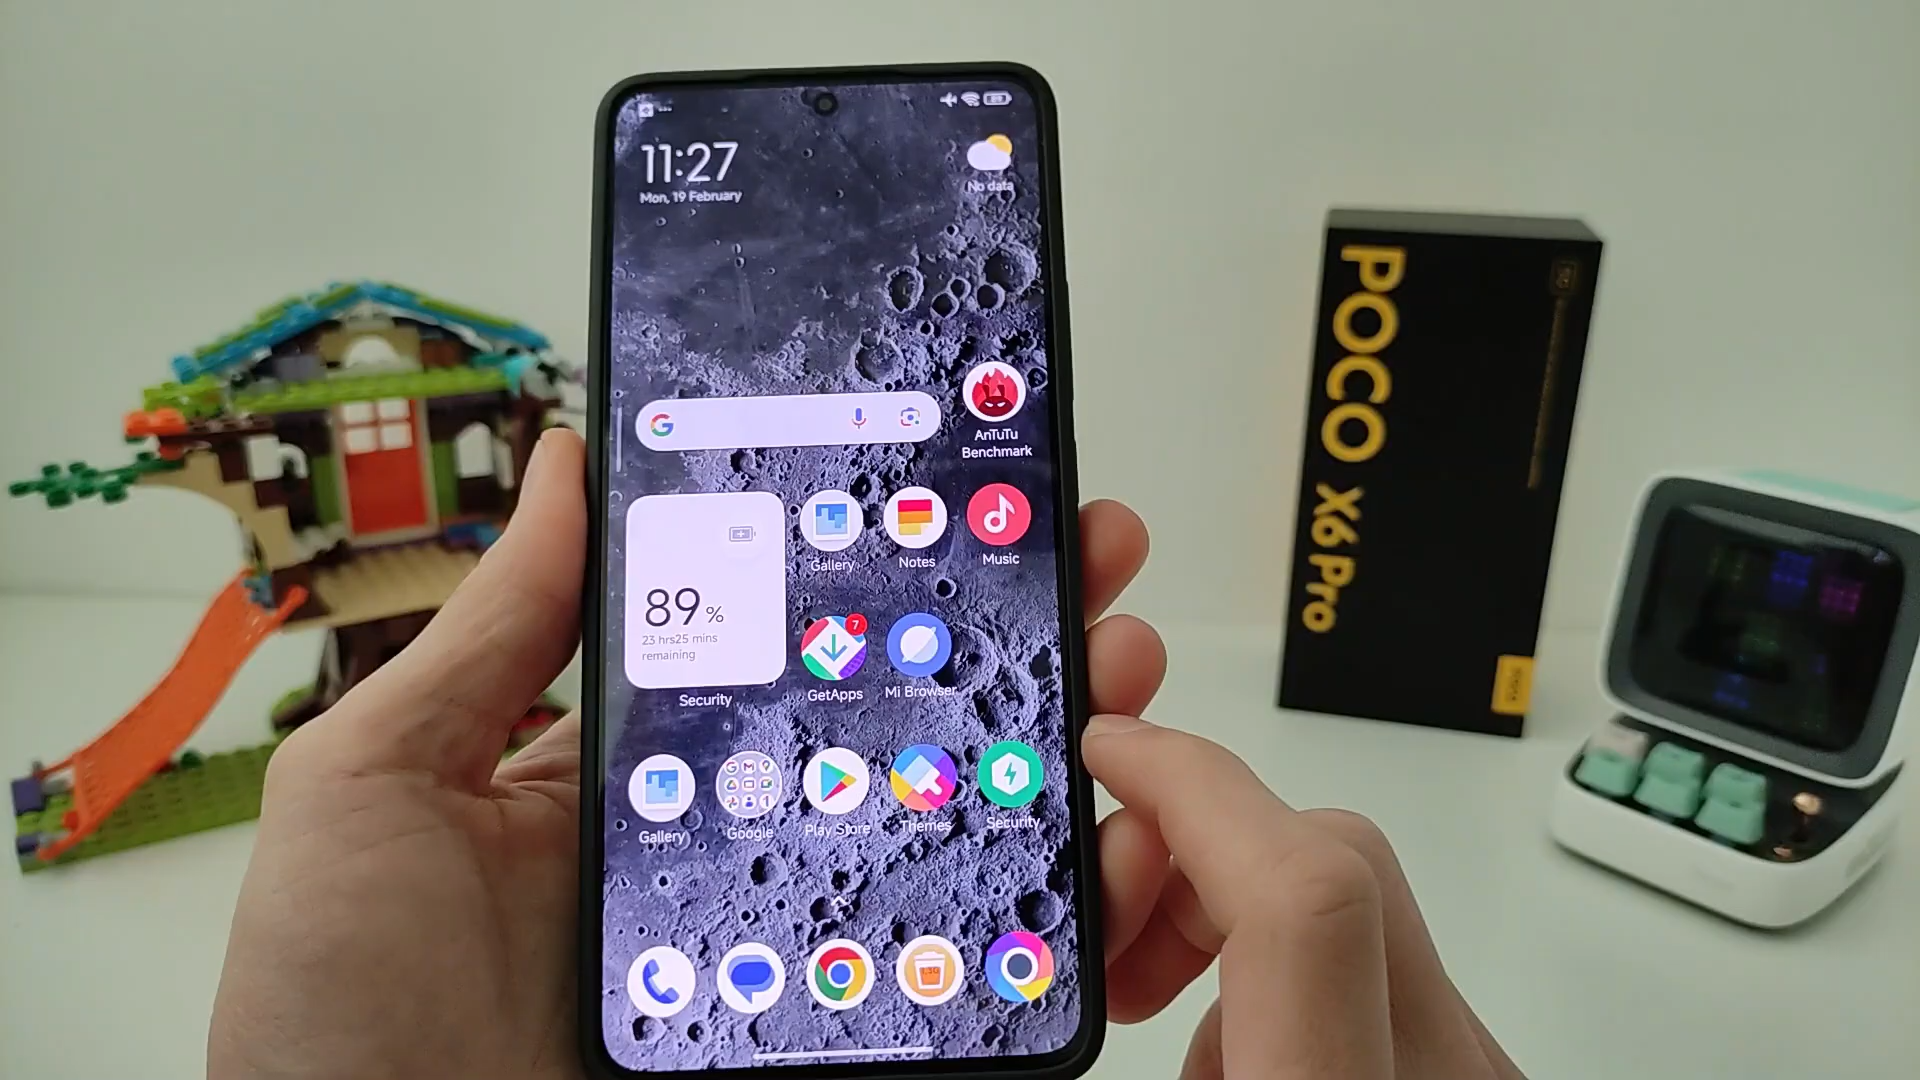 11:27
Mon, 19 February
No data
AnTuTu
Benchmark
89%
23 hrs25 mins
remaining
Security
Gallery
Notes
Music
7
GetApps
Mi Browser
Gallery
Google
Play Store
Themes
Security
POCO X6 Pro